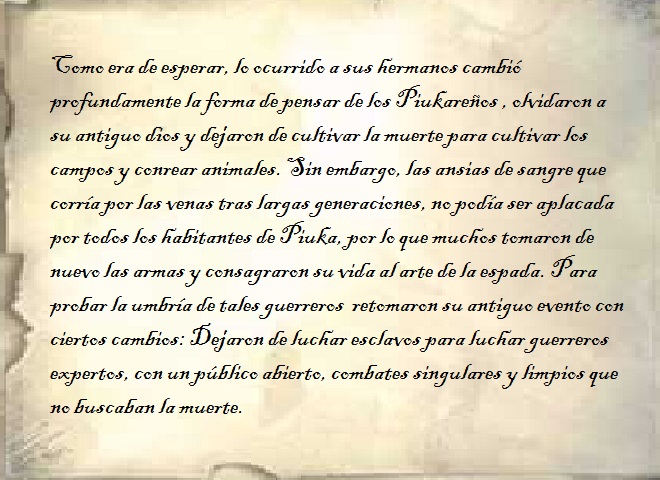 Como era de esperar, lo ocurrido a sus hermanos cambió
profundamente la forma de pensar de los Piukareños , olvidaron a
su antiguo dios y dejaron de cultivar la muerte para cultivar los
campos y conrear animales. Sin embargo, las ansias de sangre que
corría por las venas tras largas generaciones, no podía ser aplacada
por todos los habitantes de Piuka, por lo que muchos tomaron de
nuevo las armas y consagraron su vida al arte de la espada. Para
probar la umbría de tales guerreros retomaron su antiguo evento con
ciertos cambios: Dejaron de luchar esclavos para luchar guerreros
expertos, con un público abierto, combates singulares y limpios que
no buscaban la muerte.